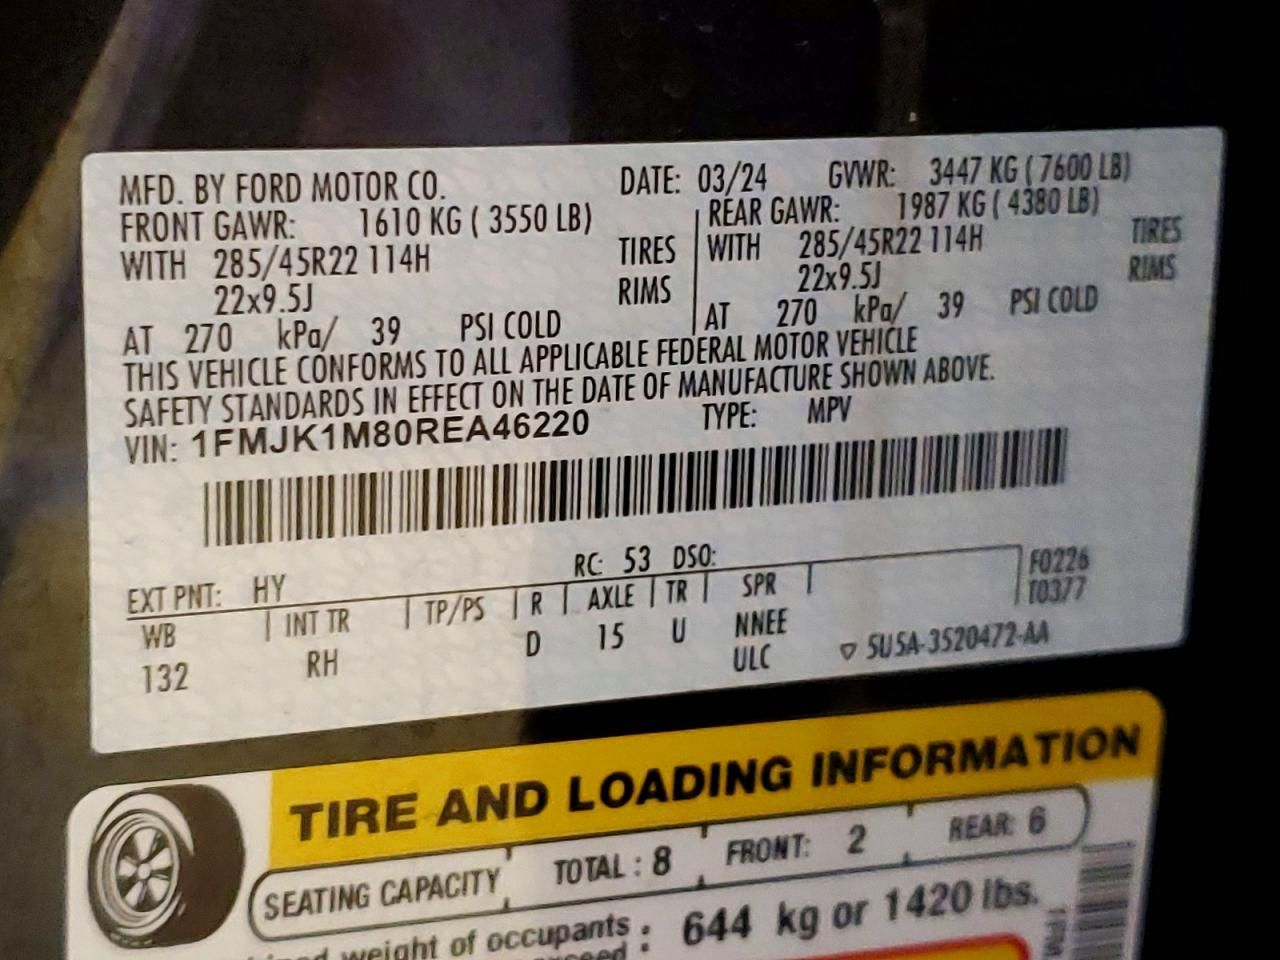 MFD. BY FORD MOTOR CO. DATE: 03/24 GVWR: 3447 KG ( 7600 LB)
FRONT GAWR: 1610 KG ( 3550 LB) REAR GAWR: 1987 KG ( 4380 LB)
WITH 285/45R22 114H TIRES WITH 285/45R22 114H TIRES
22x9.5J RIMS 22x9.5J RIMS
AT 270 kPa/ 39 PSI COLD AT 270 kPa/ 39 PSI COLD
THIS VEHICLE CONFORMS TO ALL APPLICABLE FEDERAL MOTOR VEHICLE
SAFETY STANDARDS IN EFFECT ON THE DATE OF MANUFACTURE SHOWN ABOVE.
VIN: 1FMJK1M80REA46220 TYPE: MPV
EXT PNT: HY RC: 53 DSO: F0226
WB INT TR TP/PS R AXLE TR SPR T0377
132 RH D 15 U NNEE
ULC 5U5A-3520472-AA
TIRE AND LOADING INFORMATION
SEATING CAPACITY TOTAL : 8 FRONT: 2 REAR: 6
weight of occupants : 644 kg or 1420 lbs.